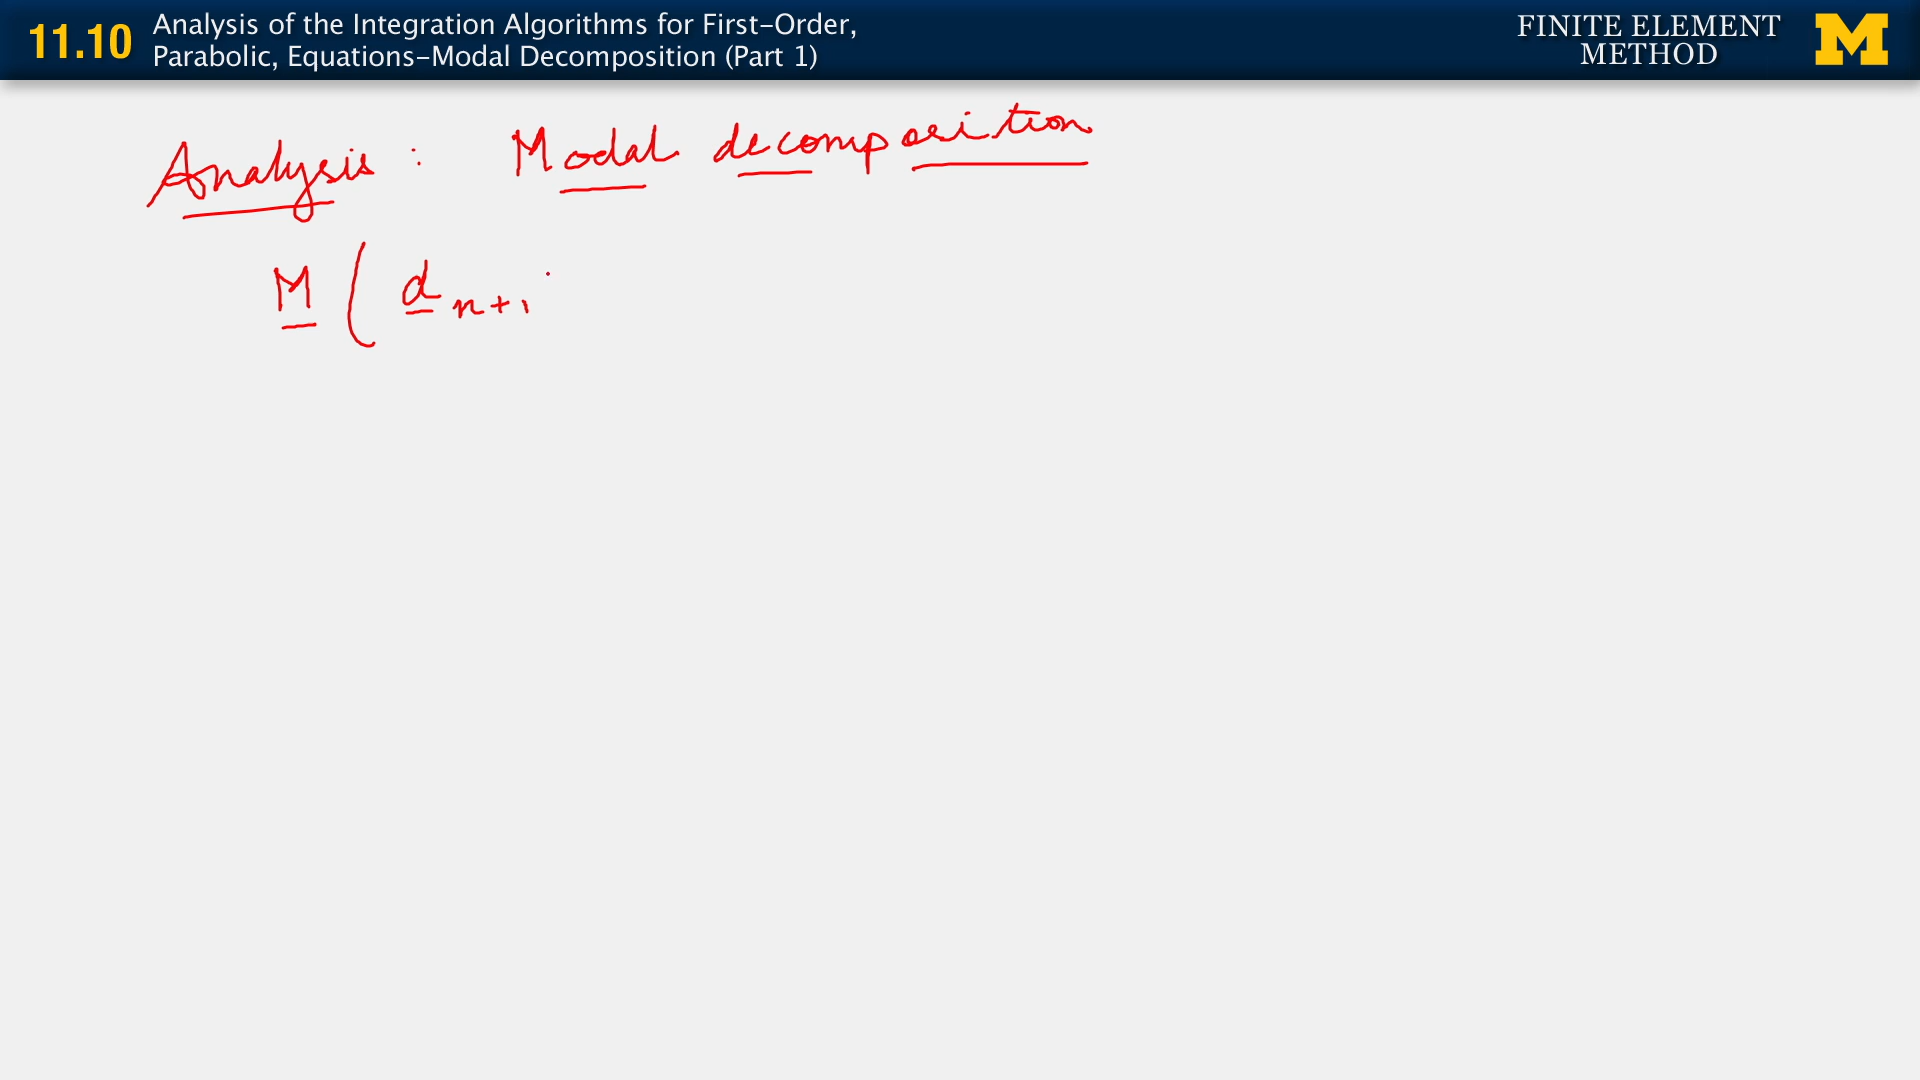 11.10
Analysis of the Integration Algorithms for First-Order,
Parabolic, Equations-Modal Decomposition (Part 1)
FINITE ELEMENT
METHOD
M
Analysis : Modal decomposition
M ( d n+1